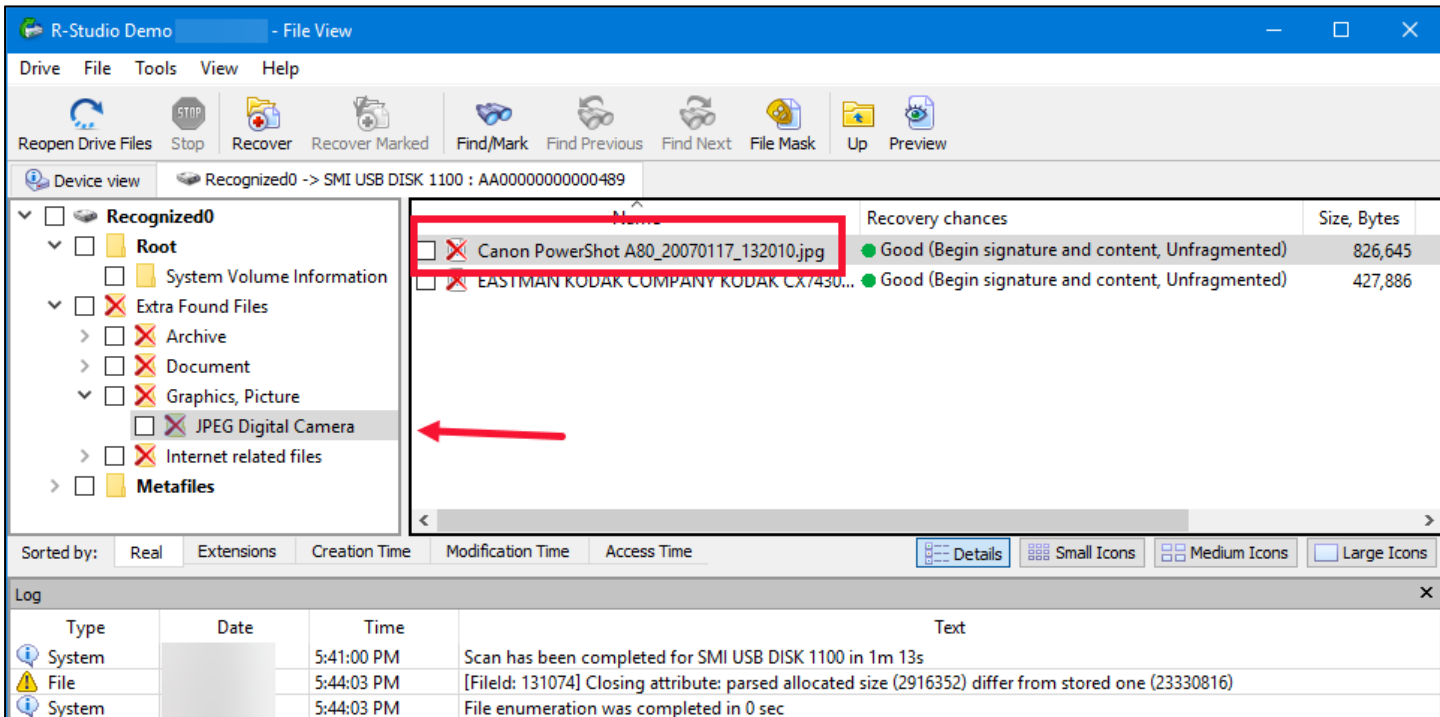 R-Studio Demo - File View
Drive File Tools View Help
Reopen Drive Files Stop Recover Recover Marked Find/Mark Find Previous Find Next File Mask Up Preview
Device view Recognized0 -> SMI USB DISK 1100 : AA00000000000489
Recognized0
Root
System Volume Information
Extra Found Files
Archive
Document
Graphics, Picture
JPEG Digital Camera
Internet related files
Metafiles
Name Recovery chances Size, Bytes
Canon PowerShot A80_20070117_132010.jpg Good (Begin signature and content, Unfragmented) 826,645
EASTMAN KODAK COMPANY KODAK CX7430... Good (Begin signature and content, Unfragmented) 427,886
Sorted by: Real Extensions Creation Time Modification Time Access Time Details Small Icons Medium Icons Large Icons
Log
Type Date Time Text
System 5:41:00 PM Scan has been completed for SMI USB DISK 1100 in 1m 13s
File 5:44:03 PM [FileId: 131074] Closing attribute: parsed allocated size (2916352) differ from stored one (23330816)
System 5:44:03 PM File enumeration was completed in 0 sec